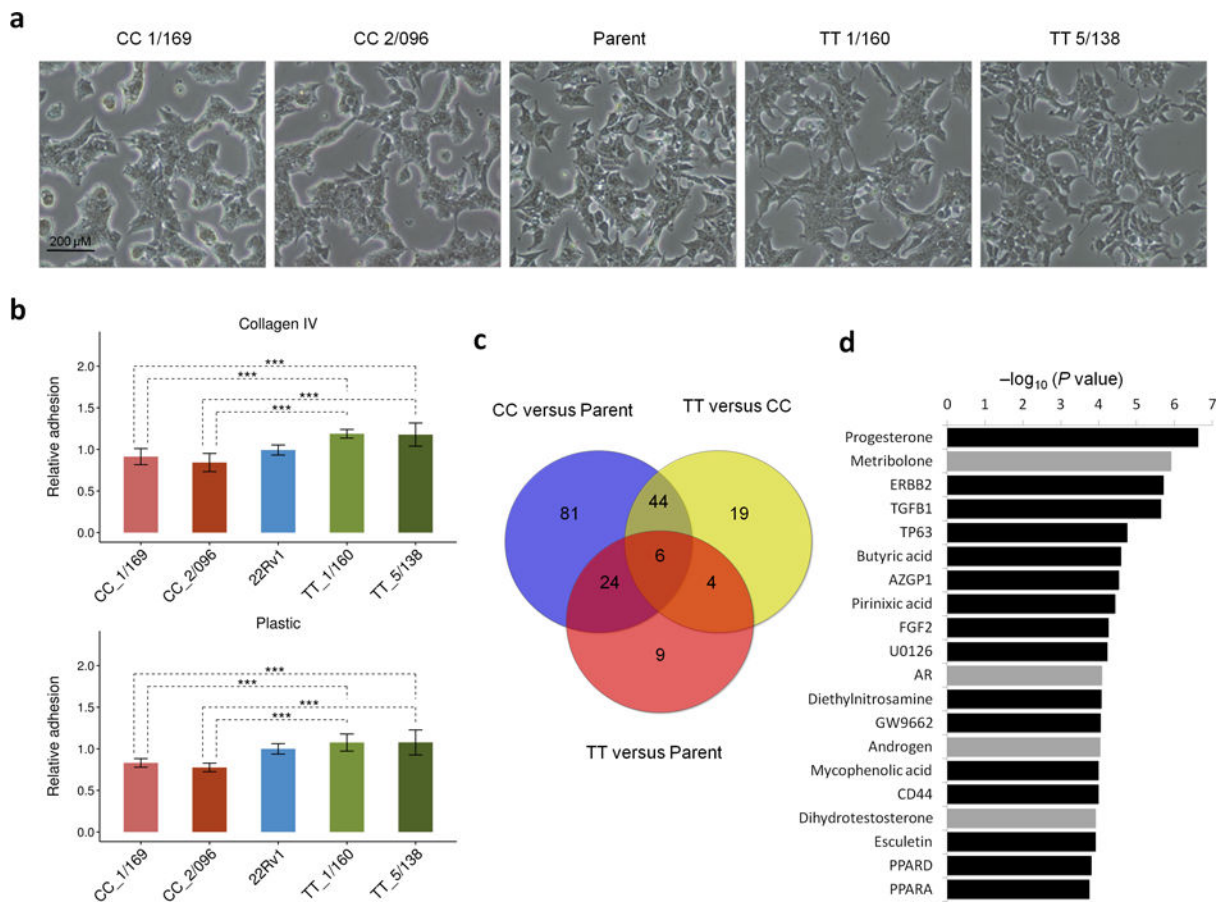 a
CC 1/169
CC 2/096
Parent
TT 1/160
TT 5/138
200 µM
b
Collagen IV
Relative adhesion
2.0
1.5
1.0
0.5
0.0
***
***
***
***
CC_1/169
CC_2/096
22Rv1
TT_1/160
TT_5/138
Plastic
Relative adhesion
2.0
1.5
1.0
0.5
0.0
***
***
***
***
CC_1/169
CC_2/096
22Rv1
TT_1/160
TT_5/138
c
CC versus Parent
TT versus CC
81
44
19
6
24
4
9
TT versus Parent
d
–log10 (P value)
0 1 2 3 4 5 6 7
Progesterone
Metribolone
ERBB2
TGFB1
TP63
Butyric acid
AZGP1
Pirinixic acid
FGF2
U0126
AR
Diethylnitrosamine
GW9662
Androgen
Mycophenolic acid
CD44
Dihydrotestosterone
Esculetin
PPARD
PPARA